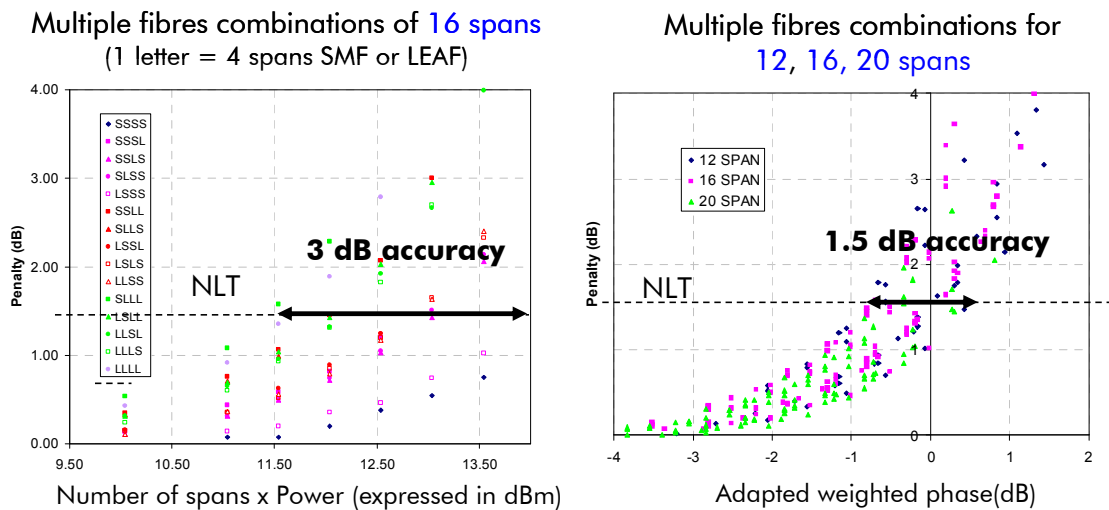 Multiple fibres combinations of 16 spans
(1 letter = 4 spans SMF or LEAF)
4.00
3.00
2.00
1.00
0.00
Penalty (dB)
SSSS
SSSL
SSLS
SLSS
LSSS
SSLL
SLLS
LSSL
LSLS
LLSS
SLLL
LSLL
LLSL
LLLS
LLLL
3 dB accuracy
NLT
9.50
10.50
11.50
12.50
13.50
Number of spans x Power (expressed in dBm)
Multiple fibres combinations for
12, 16, 20 spans
4
3
2
1
0
Penalty (dB)
12 SPAN
16 SPAN
20 SPAN
1.5 dB accuracy
NLT
-4
-3
-2
-1
0
1
2
Adapted weighted phase(dB)